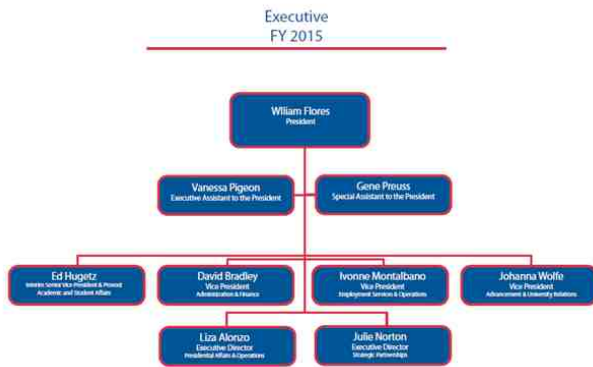 Executive
FY 2015
Wlliam Flores
President
Vanessa Pigeon
Executive Assistant to the President
Gene Preuss
Special Assistant to the President
Ed Hugetz
Interim Senior Vice President & Provost
Academic and Student Affairs
David Bradley
Vice President
Administration & Finance
Ivonne Montalbano
Vice President
Employment Services & Operations
Johanna Wolfe
Vice President
Advancement & University Relations
Liza Alonzo
Executive Director
Presidential Affairs & Operations
Julie Norton
Executive Director
Strategic Partnerships